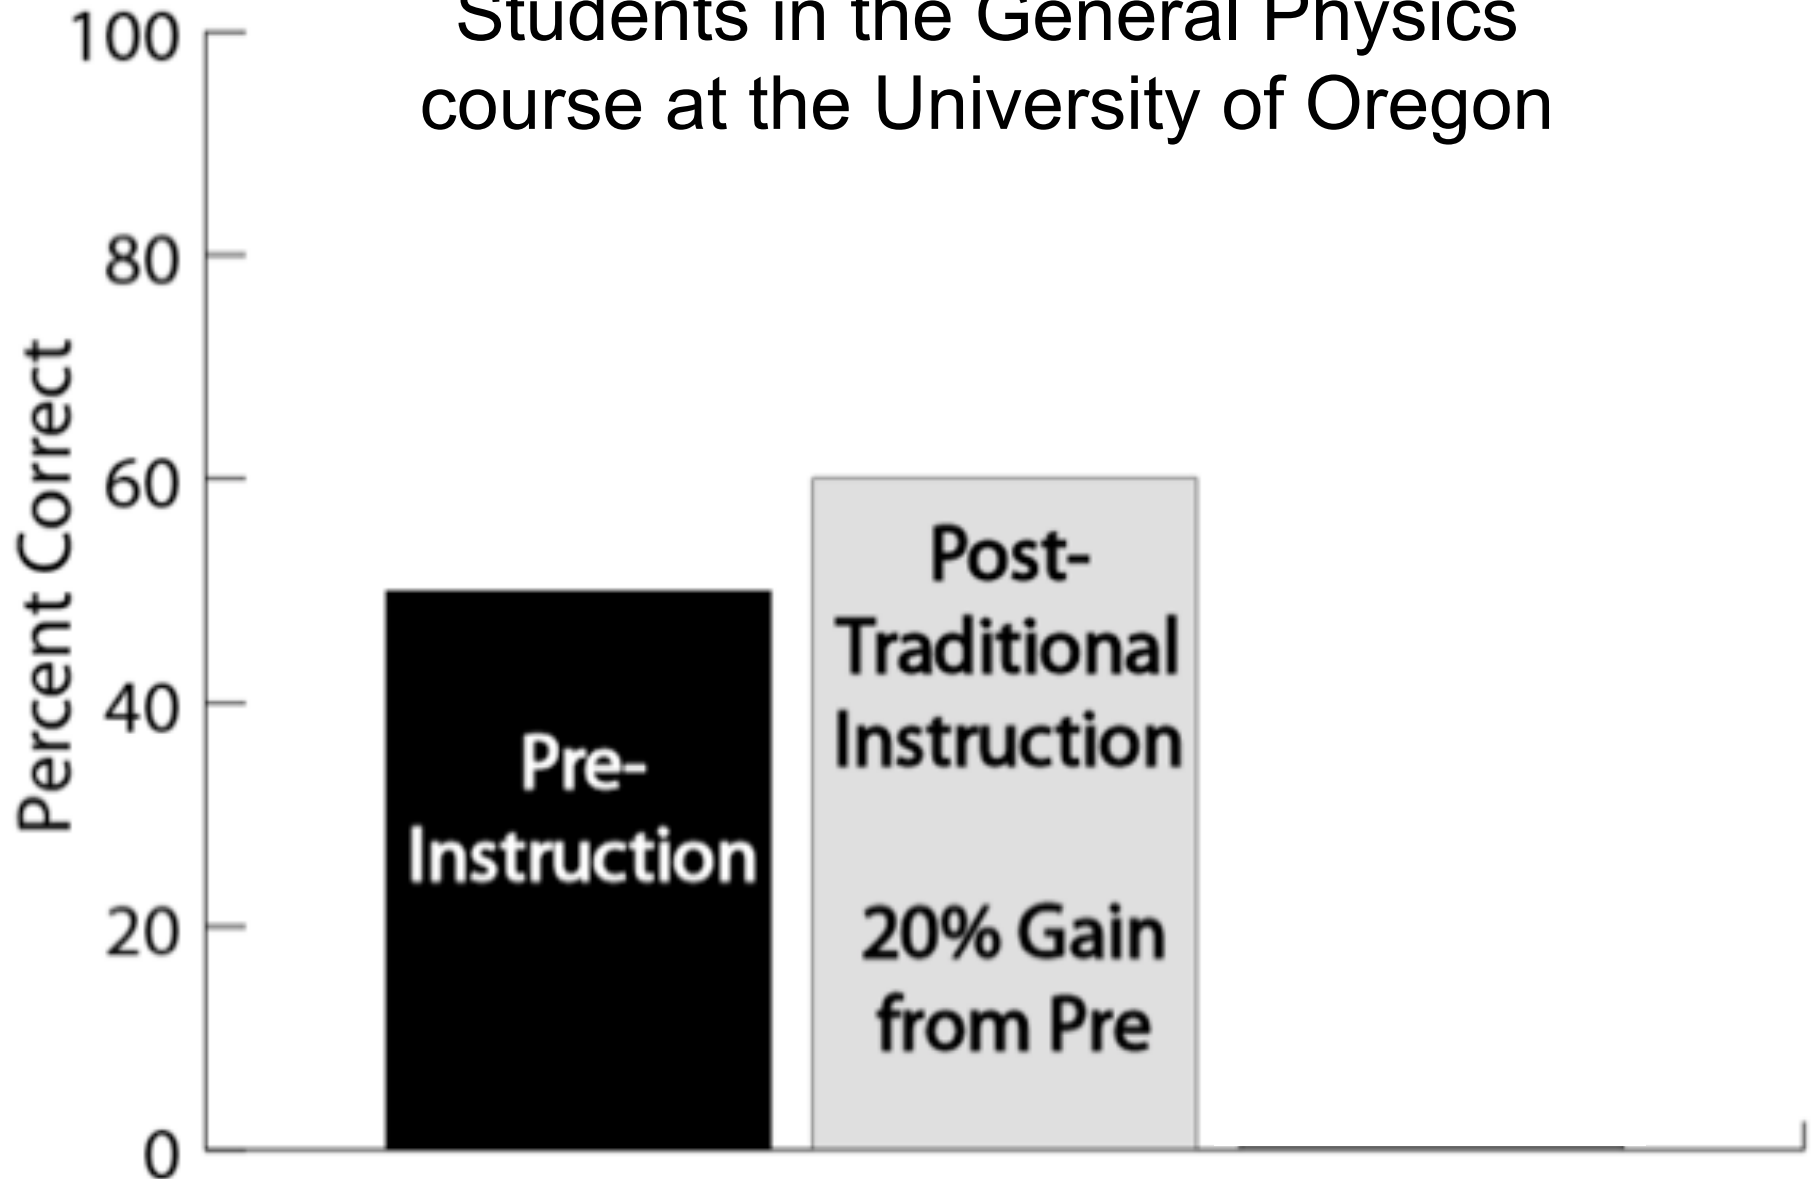 Students in the General Physics
course at the University of Oregon
100
80
60
40
20
0
Percent Correct
Pre-
Instruction
Post-
Traditional
Instruction
20% Gain
from Pre